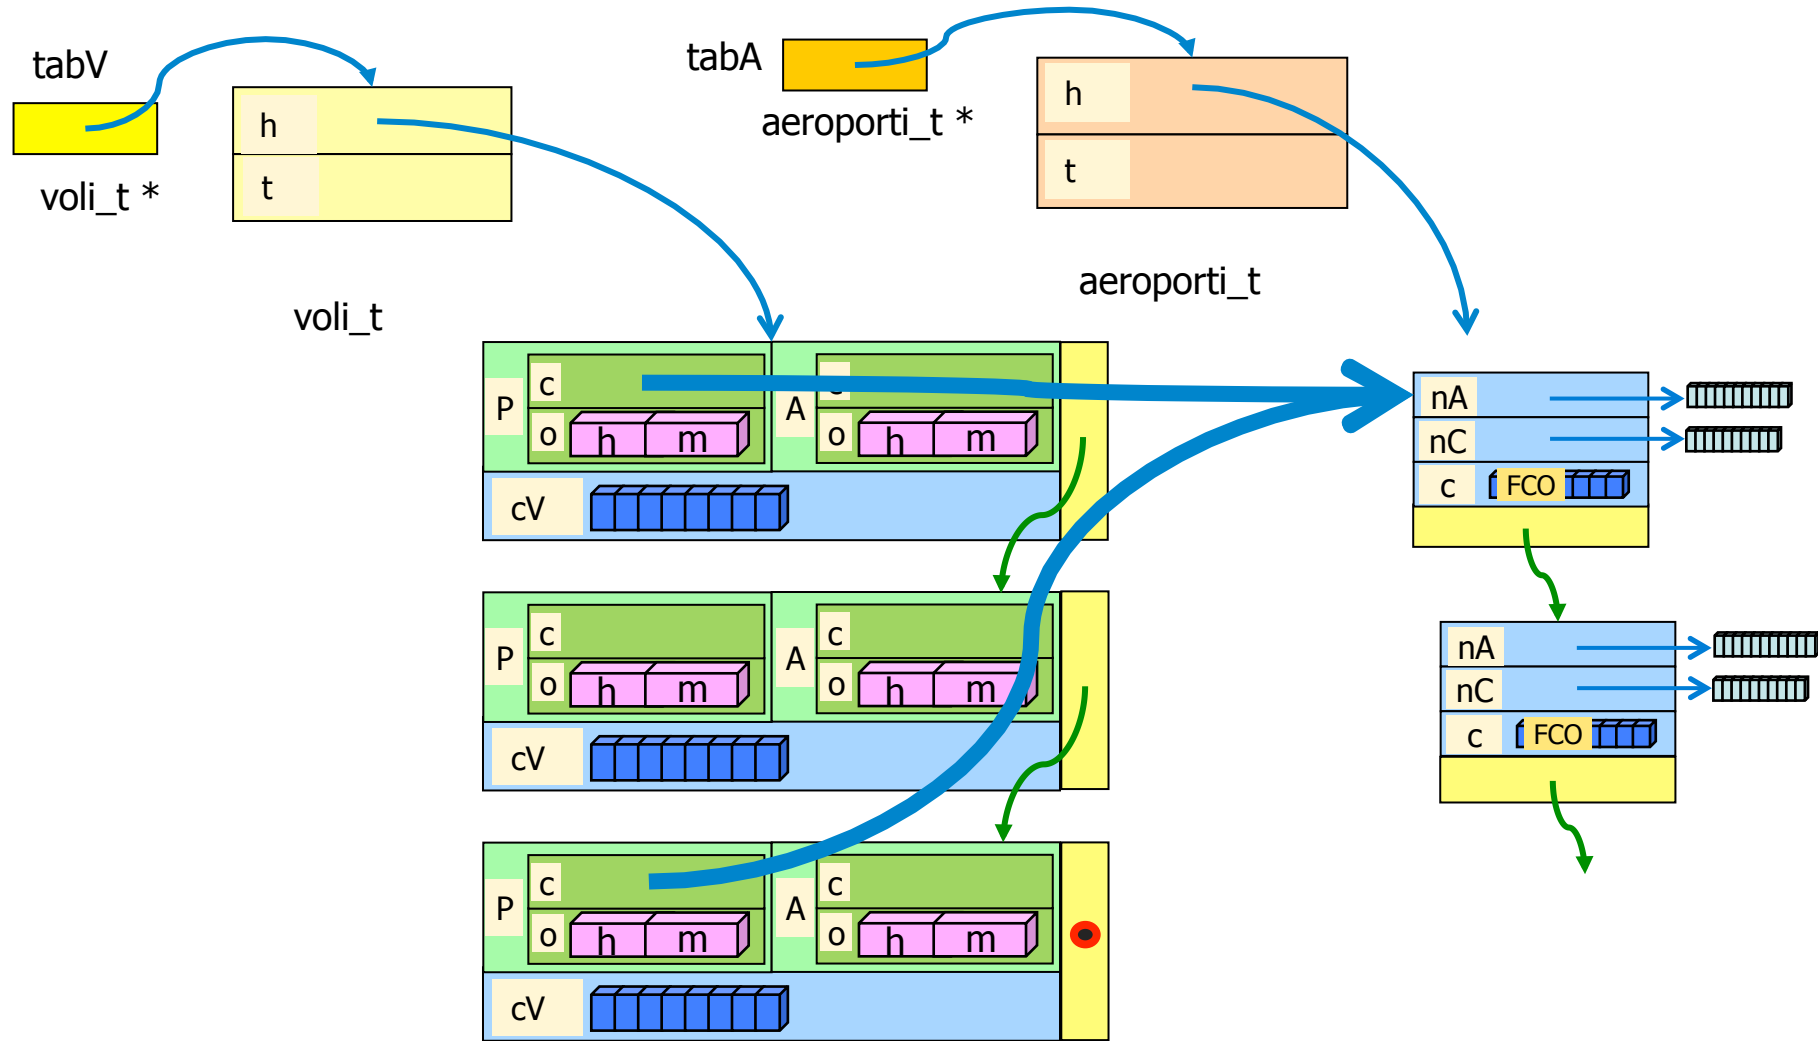 tabV
voli_t *
h
t
voli_t
tabA
aeroporti_t *
h
t
aeroporti_t
P
c
o
h
m
A
c
o
h
m
cV
P
c
o
h
m
A
c
o
h
m
cV
P
c
o
h
m
A
c
o
h
m
cV
nA
nC
c
FCO
nA
nC
c
FCO